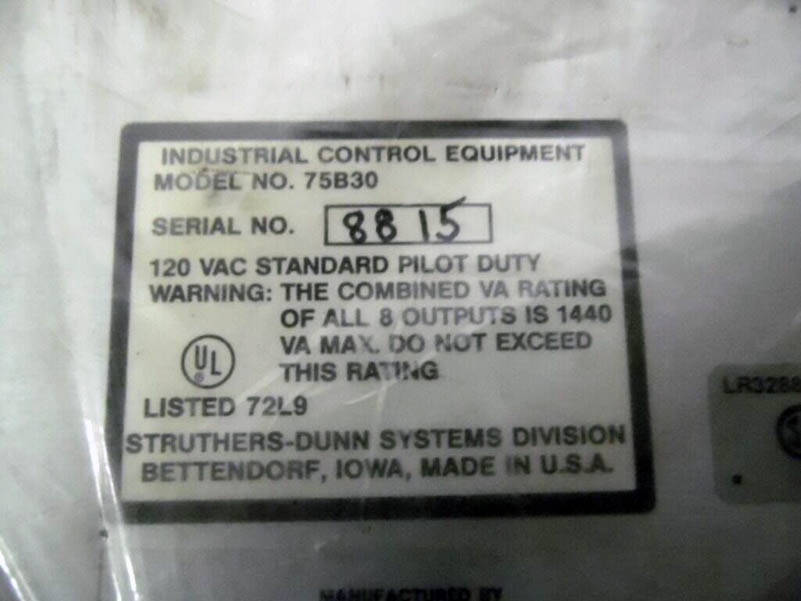 INDUSTRIAL CONTROL EQUIPMENT
MODEL NO. 75B30
SERIAL NO. 8815
120 VAC STANDARD PILOT DUTY
WARNING: THE COMBINED VA RATING
OF ALL 8 OUTPUTS IS 1440
VA MAX. DO NOT EXCEED
THIS RATING
UL
LISTED 72L9
STRUTHERS-DUNN SYSTEMS DIVISION
BETTENDORF, IOWA, MADE IN U.S.A.
MANUFACTURED BY